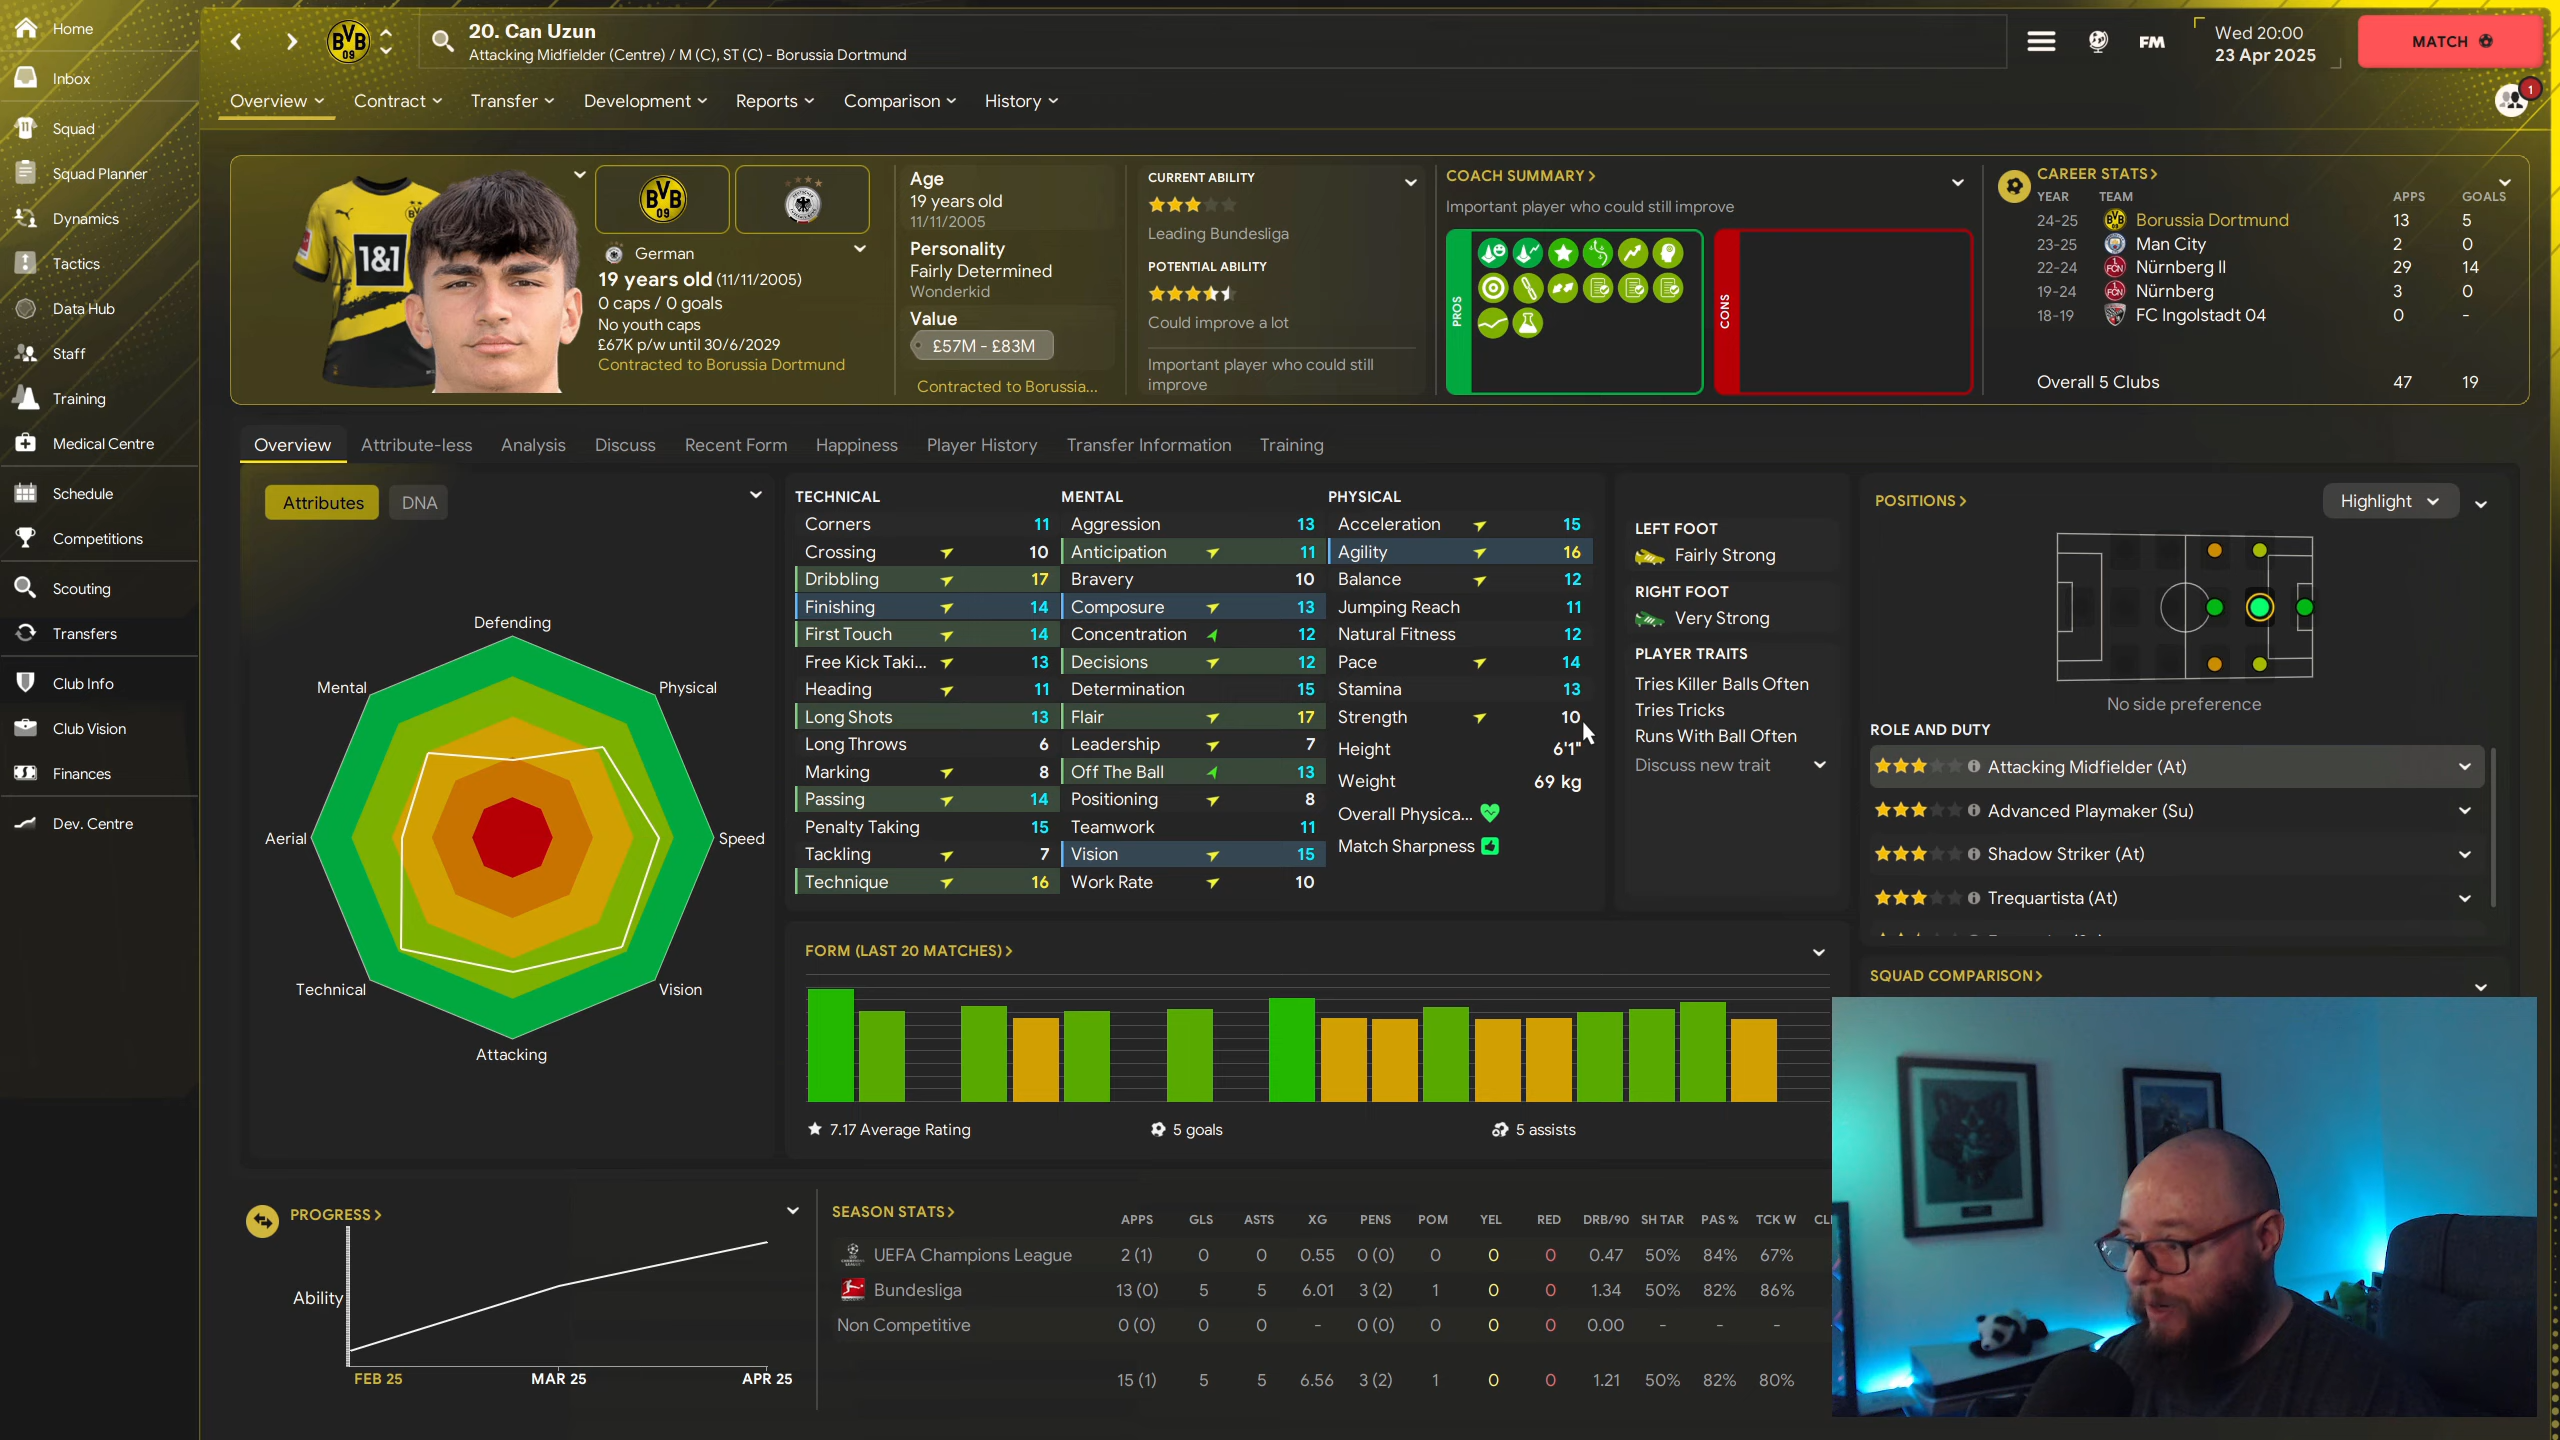 Home
Inbox
Squad
Squad Planner
Dynamics
Tactics
Data Hub
Staff
Training
Medical Centre
Schedule
Competitions
Scouting
Transfers
Club Info
Club Vision
Finances
Dev. Centre
BVB 09
20. Can Uzun
Attacking Midfielder (Centre) / M (C), ST (C) - Borussia Dortmund
FM
Wed 20:00
23 Apr 2025
MATCH
1
Overview
Contract
Transfer
Development
Reports
Comparison
History
1&1
BVB 09
German
19 years old (11/11/2005)
0 caps / 0 goals
No youth caps
£67K p/w until 30/6/2029
Contracted to Borussia Dortmund
Age
19 years old
11/11/2005
Personality
Fairly Determined
Wonderkid
Value
£57M - £83M
Contracted to Borussia...
CURRENT ABILITY
Leading Bundesliga
POTENTIAL ABILITY
Could improve a lot
Important player who could still
improve
COACH SUMMARY
Important player who could still improve
PROS
CONS
CAREER STATS
YEAR TEAM APPS GOALS
24-25 Borussia Dortmund 13 5
23-25 Man City 2 0
22-24 Nürnberg II 29 14
19-24 Nürnberg 3 0
18-19 FC Ingolstadt 04 0 -
Overall 5 Clubs 47 19
Overview Attribute-less Analysis Discuss Recent Form Happiness Player History Transfer Information Training
Attributes DNA
Defending
Physical
Speed
Vision
Attacking
Technical
Aerial
Mental
TECHNICAL
Corners 11
Crossing 10
Dribbling 17
Finishing 14
First Touch 14
Free Kick Taki... 13
Heading 11
Long Shots 13
Long Throws 6
Marking 8
Passing 14
Penalty Taking 15
Tackling 7
Technique 16
MENTAL
Aggression 13
Anticipation 11
Bravery 10
Composure 13
Concentration 12
Decisions 12
Determination 15
Flair 17
Leadership 7
Off The Ball 13
Positioning 8
Teamwork 11
Vision 15
Work Rate 10
PHYSICAL
Acceleration 15
Agility 16
Balance 12
Jumping Reach 11
Natural Fitness 12
Pace 14
Stamina 13
Strength 10
Height 6'1"
Weight 69 kg
Overall Physica...
Match Sharpness
LEFT FOOT
Fairly Strong
RIGHT FOOT
Very Strong
PLAYER TRAITS
Tries Killer Balls Often
Tries Tricks
Runs With Ball Often
Discuss new trait
POSITIONS
Highlight
No side preference
ROLE AND DUTY
Attacking Midfielder (At)
Advanced Playmaker (Su)
Shadow Striker (At)
Trequartista (At)
SQUAD COMPARISON
FORM (LAST 20 MATCHES)
7.17 Average Rating
5 goals
5 assists
PROGRESS
Ability
FEB 25 MAR 25 APR 25
SEASON STATS APPS GLS ASTS XG PENS POM YEL RED DRB/90 SH TAR PAS % TCK W
UEFA Champions League 2 (1) 0 0 0.55 0 (0) 0 0 0 0.47 50% 84% 67%
Bundesliga 13 (0) 5 5 6.01 3 (2) 1 0 0 1.34 50% 82% 86%
Non Competitive 0 (0) 0 0 - 0 (0) 0 0 0 0.00 - - -
15 (1) 5 5 6.56 3 (2) 1 0 0 1.21 50% 82% 80%